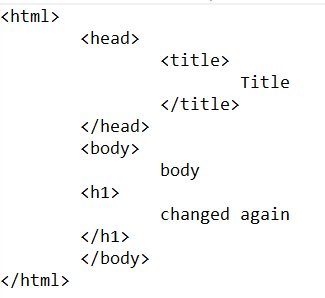 <html>
<head>
<title>
Title
</title>
</head>
<body>
body
<h1>
changed again
</h1>
</body>
</html>